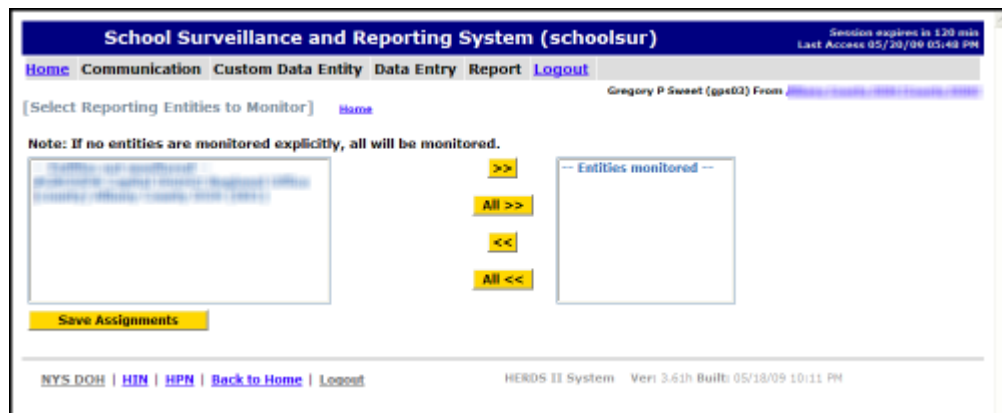 School Surveillance and Reporting System (schoolsur)
Session expires in 120 min
Last Access 05/20/09 05:48 PM
Home Communication Custom Data Entity Data Entry Report Logout
Gregory P Sweet (gps03) From
[Select Reporting Entities to Monitor] Home
Note: If no entities are monitored explicitly, all will be monitored.
>>
-- Entities monitored --
All >>
<<
All <<
Save Assignments
NYS DOH | HIN | HPN | Back to Home | Logout
HERDS II System Ver: 3.61h Built: 05/18/09 10:11 PM